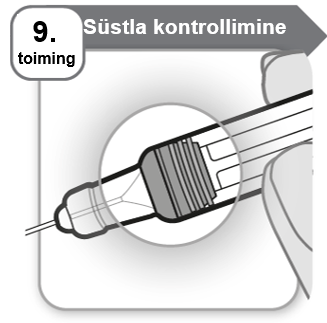 9.
toiming
Süstla kontrollimine